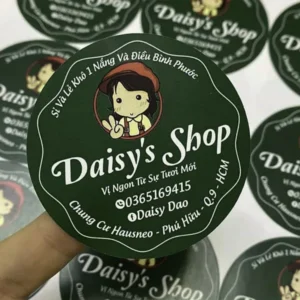 Sỉ Và Lẻ Khô 1 Nắng Và Điều Bình Phước
Daisy's Shop
Vị Ngon Từ Sự Tươi Mới
0365169415
Daisy Dao
Chung Cư Hausneo - Phú Hữu - Q.9 - HCM